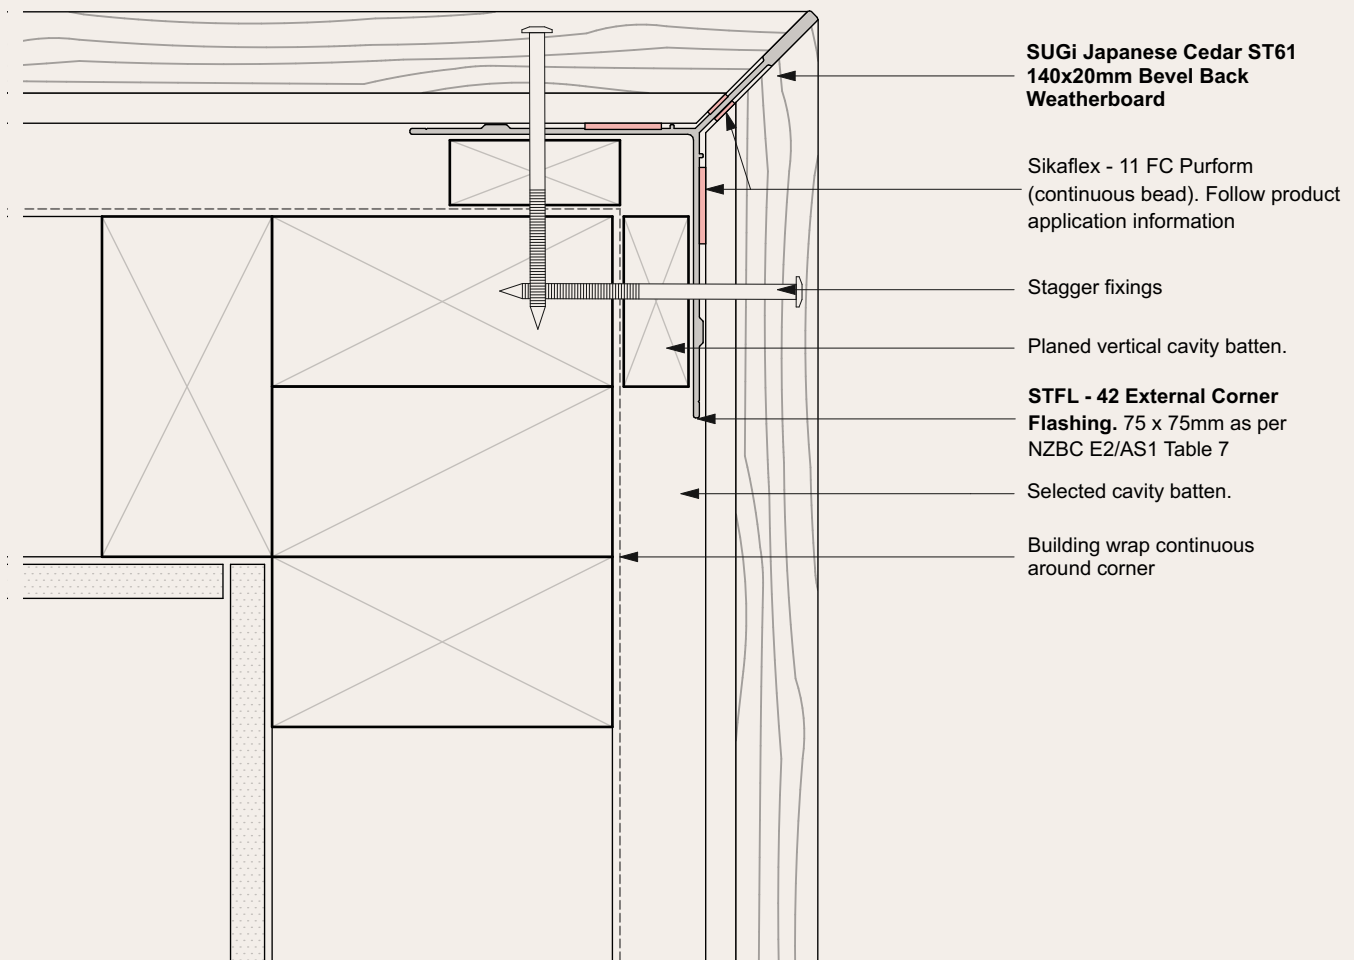 SUGi Japanese Cedar ST61
140x20mm Bevel Back
Weatherboard
Sikaflex - 11 FC Purform
(continuous bead). Follow product
application information
Stagger fixings
Planed vertical cavity batten.
STFL - 42 External Corner
Flashing. 75 x 75mm as per
NZBC E2/AS1 Table 7
Selected cavity batten.
Building wrap continuous
around corner